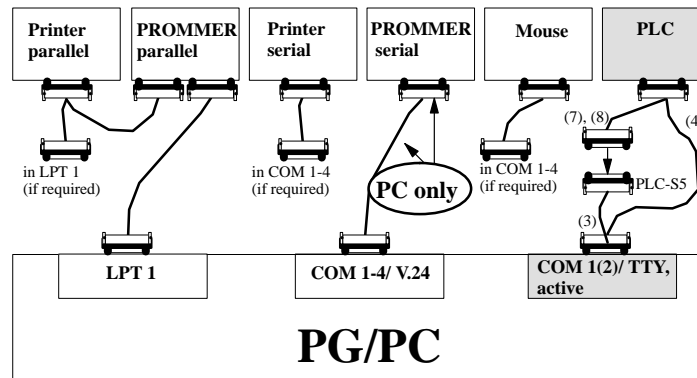 Printer
parallel
PROMMER
parallel
Printer
serial
PROMMER
serial
Mouse
PLC
(7), (8)
(4
in LPT 1
(if required)
in COM 1-4
(if required)
PC only
in COM 1-4
(if required)
PLC-S5
(3)
LPT 1
COM 1-4/ V.24
COM 1(2)/ TTY,
active
PG/PC